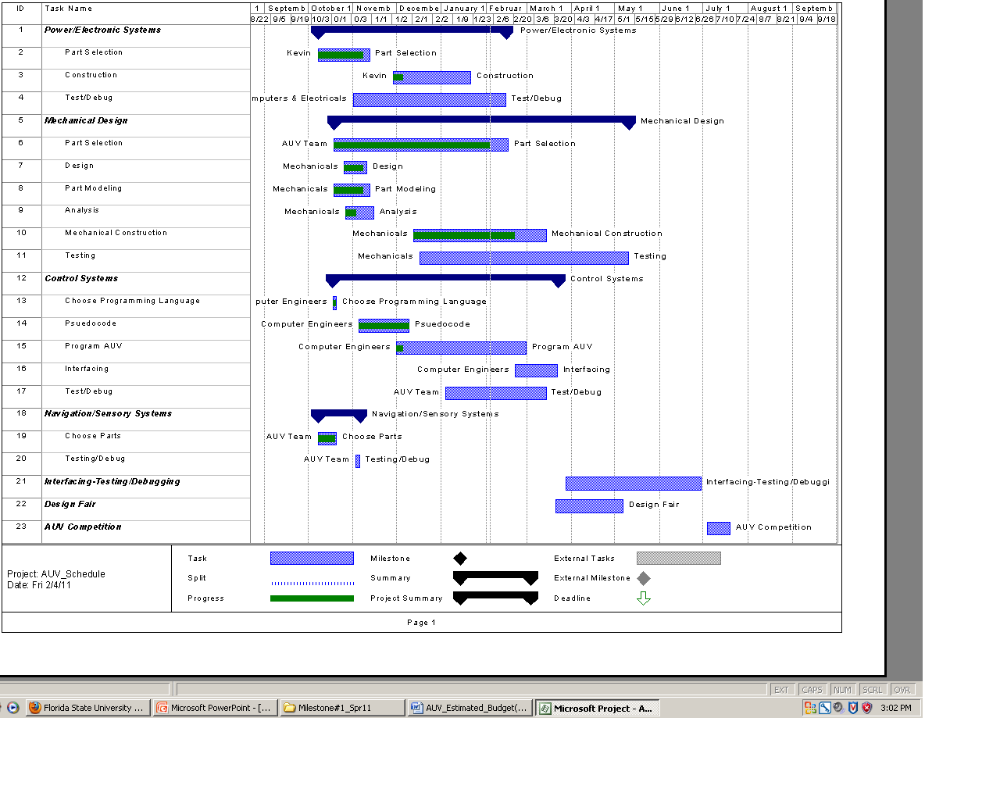 ID Task Name 1 Septemb October 1 Novemb Decembe January 1 Februar March 1 April 1 May 1 June 1 July 1 August 1 Septemb
8/22 9/5 9/19 10/3 0/1 0/3 1/1 1/2 2/1 2/2 1/9 1/23 2/6 2/20 3/6 3/20 4/3 4/17 5/1 5/15 5/29 6/12 6/26 7/10 7/24 8/7 8/21 9/4 9/18
1 Power/Electronic Systems Power/Electronic Systems
2 Part Selection Kevin Part Selection
3 Construction Kevin Construction
4 Test/Debug mputers & Electricals Test/Debug
5 Mechanical Design Mechanical Design
6 Part Selection AUV Team Part Selection
7 Design Mechanicals Design
8 Part Modeling Mechanicals Part Modeling
9 Analysis Mechanicals Analysis
10 Mechanical Construction Mechanicals Mechanical Construction
11 Testing Mechanicals Testing
12 Control Systems Control Systems
13 Choose Programming Language puter Engineers Choose Programming Language
14 Psuedocode Computer Engineers Psuedocode
15 Program AUV Computer Engineers Program AUV
16 Interfacing Computer Engineers Interfacing
17 Test/Debug AUV Team Test/Debug
18 Navigation/Sensory Systems Navigation/Sensory Systems
19 Choose Parts AUV Team Choose Parts
20 Testing/Debug AUV Team Testing/Debug
21 Interfacing-Testing/Debugging Interfacing-Testing/Debuggi
22 Design Fair Design Fair
23 AUV Competition AUV Competition
Project: AUV_Schedule
Date: Fri 2/4/11
Task Milestone External Tasks
Split Summary External Milestone
Progress Project Summary Deadline
Page 1
EXT CAPS NUM SCRL OVR
Florida State University ... Microsoft PowerPoint - [... Milestone#1_Spr11 AUV_Estimated_Budget(... Microsoft Project - A... 3:02 PM